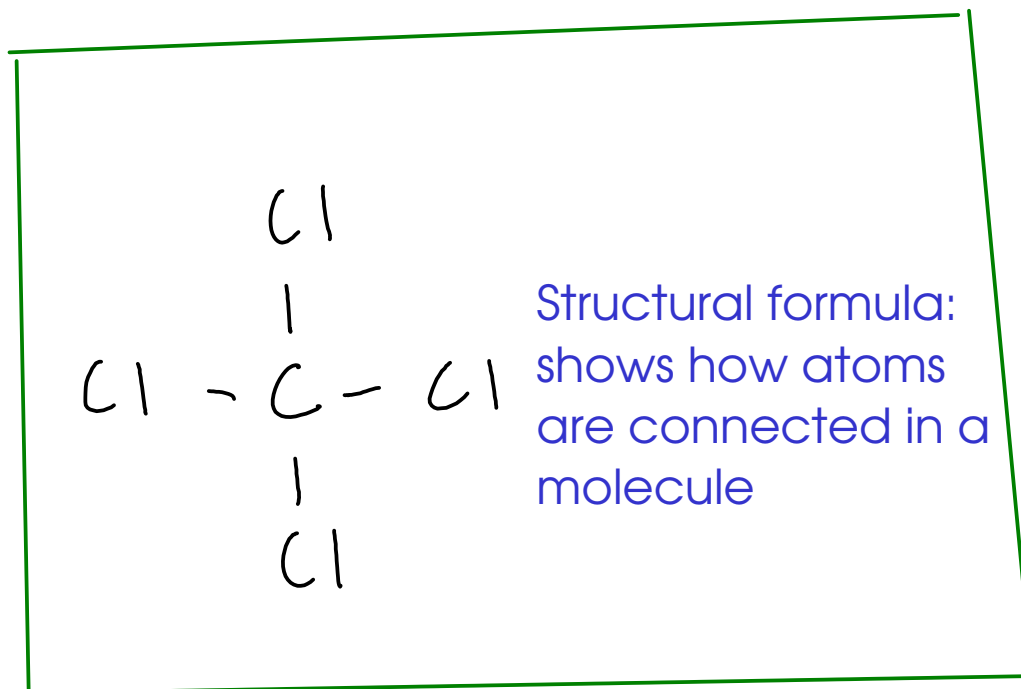 Cl
Cl - C - Cl
Cl
Structural formula:
shows how atoms
are connected in a
molecule